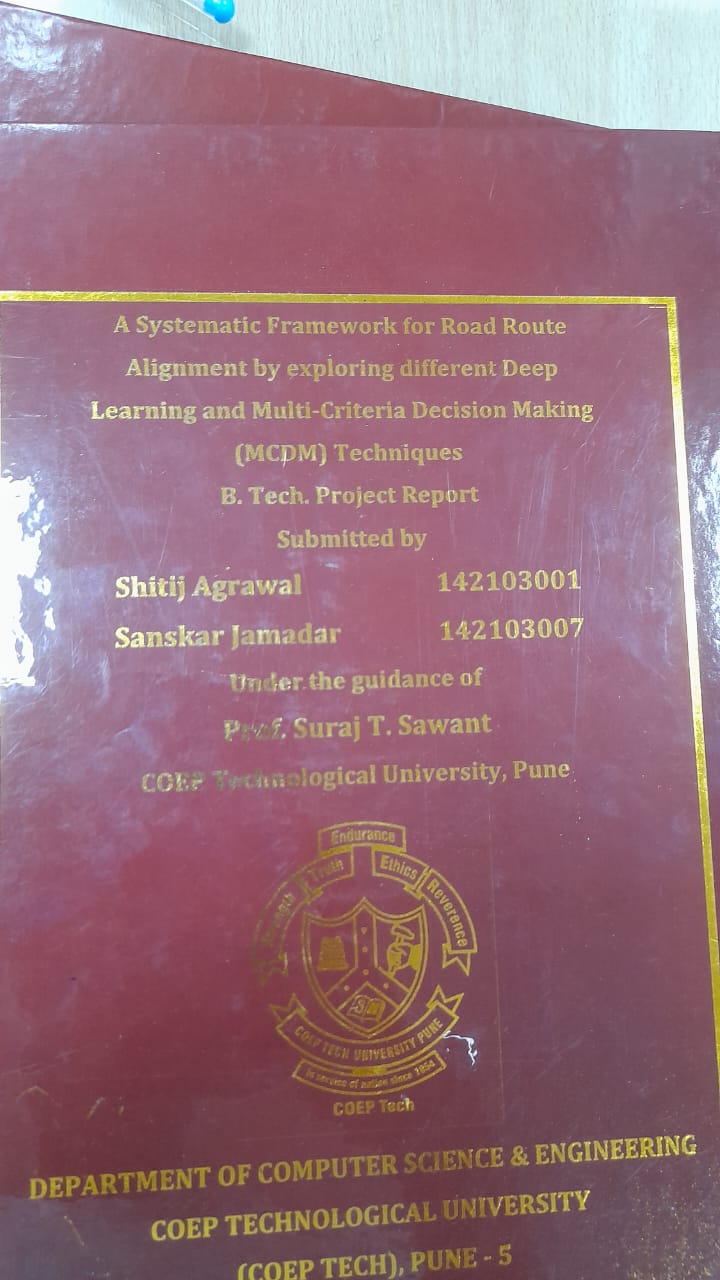 A Systematic Framework for Road Route
Alignment by exploring different Deep
Learning and Multi-Criteria Decision Making
(MCDM) Techniques
B. Tech. Project Report
Submitted by
Shitij Agrawal 142103001
Sanskar Jamadar 142103007
Under the guidance of
Prof. Suraj T. Sawant
COEP Technological University, Pune
Endurance
Truth Ethics
Strength Reverence
COEP TECH UNIVERSITY PUNE
in service of nation since 1854
COEP Tech
DEPARTMENT OF COMPUTER SCIENCE & ENGINEERING
COEP TECHNOLOGICAL UNIVERSITY
(COEP TECH), PUNE - 5